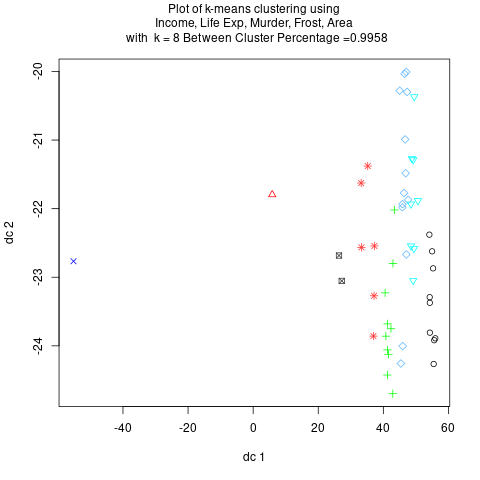 Plot of k-means clustering using
Income, Life Exp, Murder, Frost, Area
with k = 8 Between Cluster Percentage =0.9958
-20
-21
-22
-23
-24
dc 2
-40 -20 0 20 40 60
dc 1